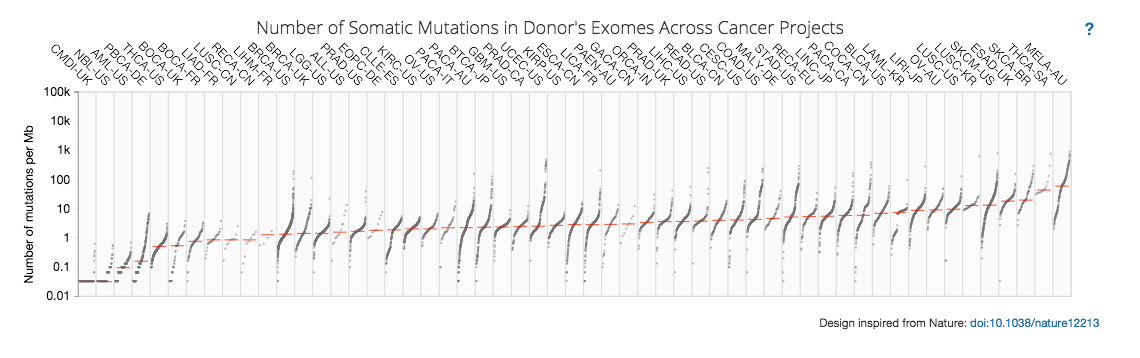 Number of Somatic Mutations in Donor's Exomes Across Cancer Projects
?
CMDI-UK
NBL-US
AML-US
PBCA-DE
THCA-US
BOCA-UK
BOCA-FR
LIAD-FR
LUSC-CN
RECA-CN
LIHM-FR
BRCA-US
BRCA-UK
LGG-US
ALL-US
PRAD-US
EOPC-DE
CLLE-ES
KIRC-US
OV-US
PACA-IT
PACA-AU
BTCA-JP
GBM-US
PRAD-CA
UCEC-US
KIRP-US
ESCA-CN
LICA-FR
PAEN-AU
GACA-CN
ORCA-IN
PRAD-UK
LIHC-US
READ-US
BLCA-CN
CESC-US
COAD-US
MALY-DE
STAD-US
RECA-EU
LINC-JP
PACA-CA
COCA-CN
BLCA-US
LAML-KR
LIRI-JP
OV-AU
LUSC-US
LUSC-KR
SKCM-US
ESAD-UK
SKCA-BR
THCA-SA
MELA-AU
Number of mutations per Mb
100k
10k
1k
100
10
1
0.1
0.01
Design inspired from Nature: doi:10.1038/nature12213